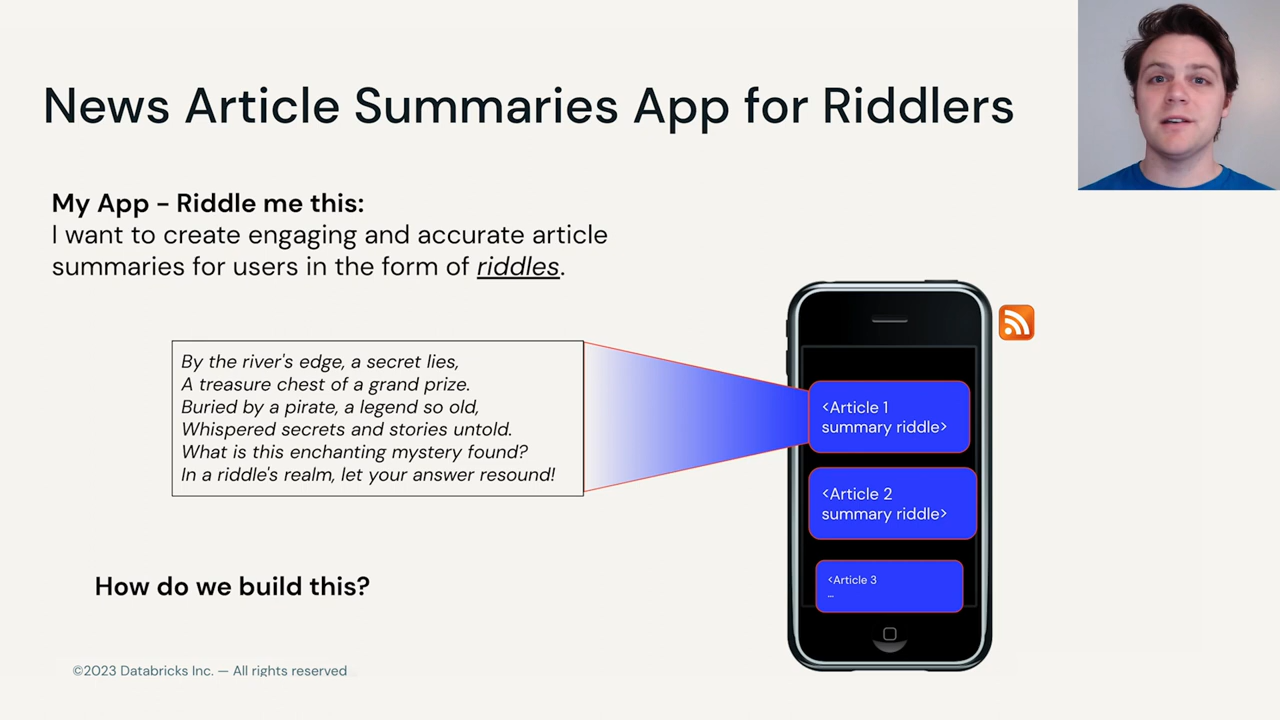 News Article Summaries App for Riddlers
My App – Riddle me this:
I want to create engaging and accurate article
summaries for users in the form of riddles.
By the river's edge, a secret lies,
A treasure chest of a grand prize.
Buried by a pirate, a legend so old,
Whispered secrets and stories untold.
What is this enchanting mystery found?
In a riddle's realm, let your answer resound!
<Article 1
summary riddle>
<Article 2
summary riddle>
<Article 3
...
How do we build this?
©2023 Databricks Inc. — All rights reserved